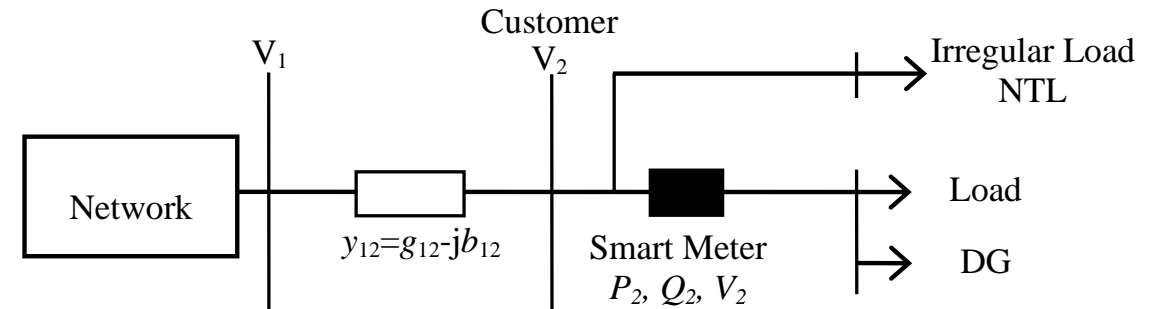 Customer
V₁
V₂
Irregular Load
NTL
Network
Load
y₁₂=g₁₂-jb₁₂
Smart Meter
DG
P₂, Q₂, V₂